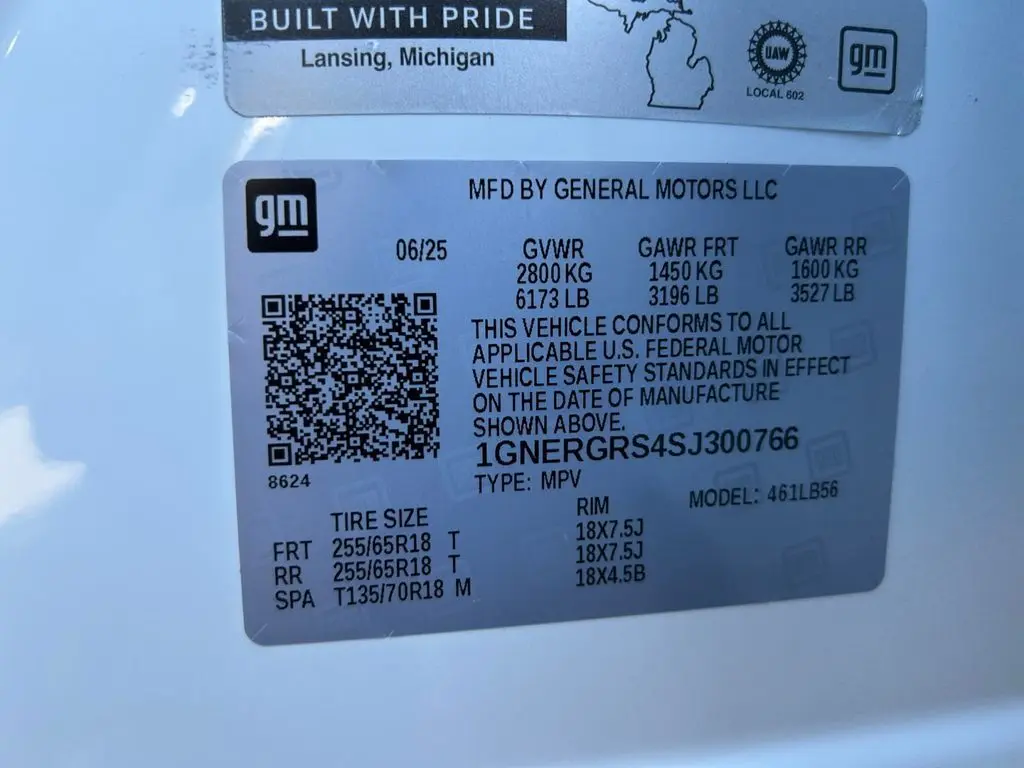 BUILT WITH PRIDE
Lansing, Michigan
UAW
LOCAL 602
gm
gm
MFD BY GENERAL MOTORS LLC
06/25 GVWR GAWR FRT GAWR RR
2800 KG 1450 KG 1600 KG
6173 LB 3196 LB 3527 LB
THIS VEHICLE CONFORMS TO ALL
APPLICABLE U.S. FEDERAL MOTOR
VEHICLE SAFETY STANDARDS IN EFFECT
ON THE DATE OF MANUFACTURE
SHOWN ABOVE.
1GNERGRS4SJ300766
8624
TYPE: MPV MODEL: 461LB56
TIRE SIZE RIM
FRT 255/65R18 T 18X7.5J
RR 255/65R18 T 18X7.5J
SPA T135/70R18 M 18X4.5B